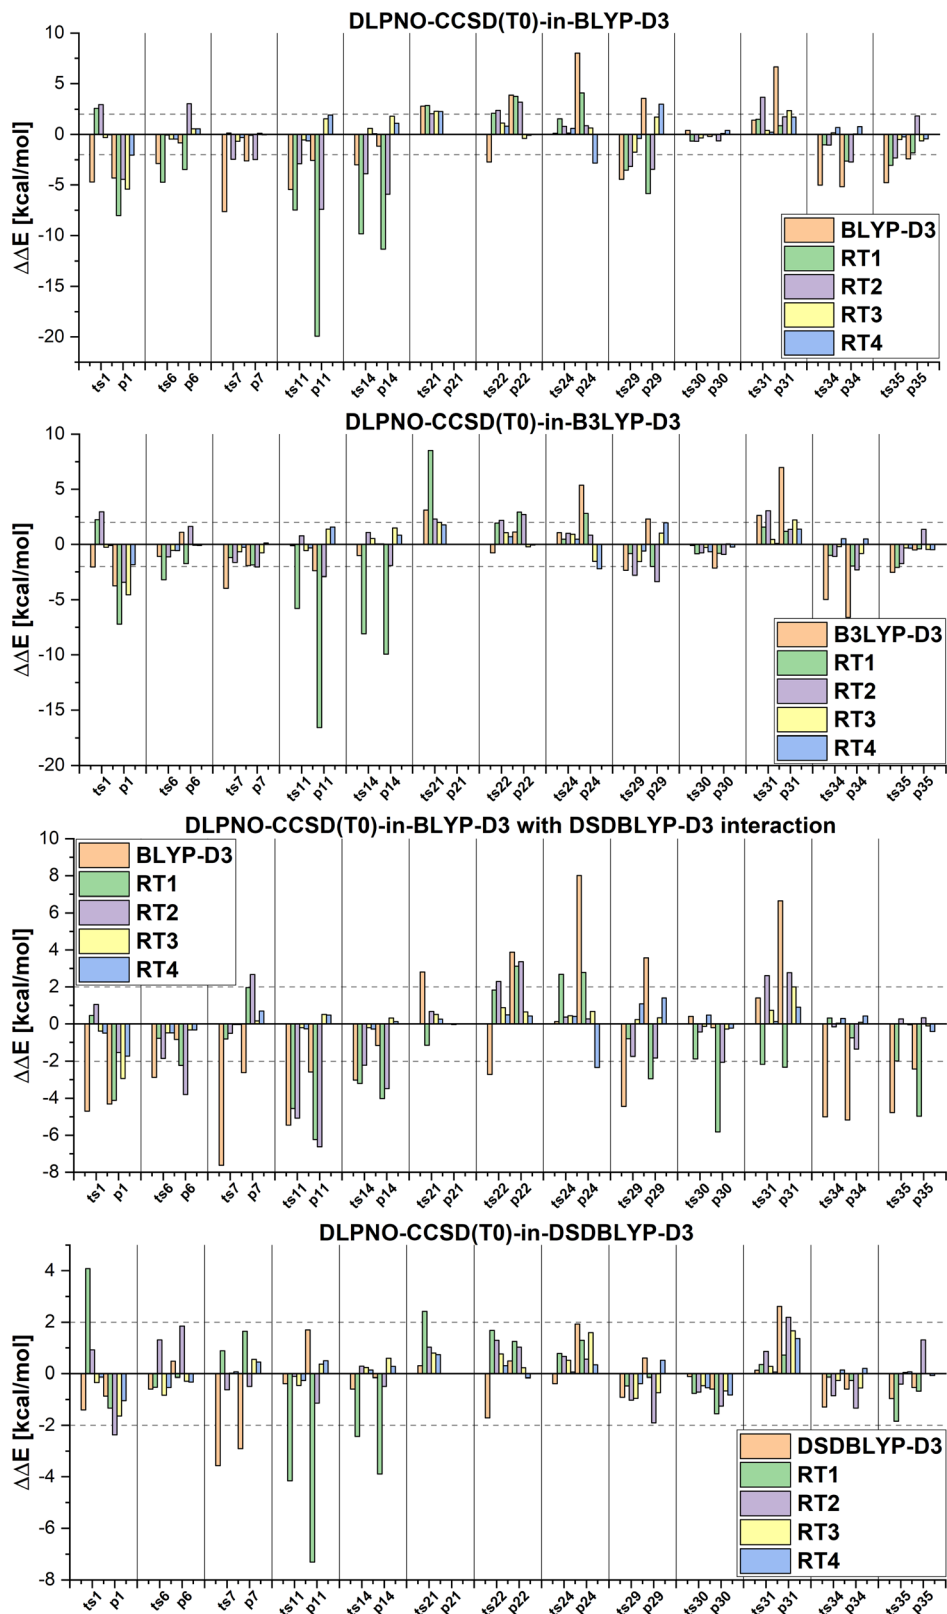 DLPNO-CCSD(T0)-in-BLYP-D3
10
5
0
-5
-10
-15
-20
ΔΔE [kcal/mol]
BLYP-D3
RT1
RT2
RT3
RT4
ts1 p1 ts6 p6 ts7 p7 ts11 p11 ts14 p14 ts21 p21 ts22 p22 ts24 p24 ts29 p29 ts30 p30 ts31 p31 ts34 p34 ts35 p35
DLPNO-CCSD(T0)-in-B3LYP-D3
10
5
0
-5
-10
-15
-20
ΔΔE [kcal/mol]
B3LYP-D3
RT1
RT2
RT3
RT4
ts1 p1 ts6 p6 ts7 p7 ts11 p11 ts14 p14 ts21 p21 ts22 p22 ts24 p24 ts29 p29 ts30 p30 ts31 p31 ts34 p34 ts35 p35
DLPNO-CCSD(T0)-in-BLYP-D3 with DSDBLYP-D3 interaction
10
8
6
4
2
0
-2
-4
-6
-8
ΔΔE [kcal/mol]
BLYP-D3
RT1
RT2
RT3
RT4
ts1 p1 ts6 p6 ts7 p7 ts11 p11 ts14 p14 ts21 p21 ts22 p22 ts24 p24 ts29 p29 ts30 p30 ts31 p31 ts34 p34 ts35 p35
DLPNO-CCSD(T0)-in-DSDBLYP-D3
4
2
0
-2
-4
-6
-8
ΔΔE [kcal/mol]
DSDBLYP-D3
RT1
RT2
RT3
RT4
ts1 p1 ts6 p6 ts7 p7 ts11 p11 ts14 p14 ts21 p21 ts22 p22 ts24 p24 ts29 p29 ts30 p30 ts31 p31 ts34 p34 ts35 p35